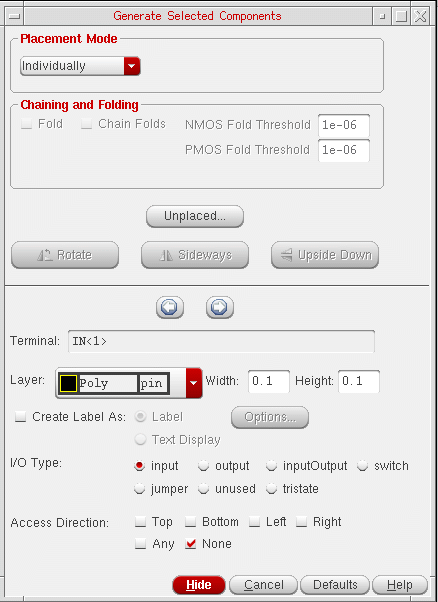 Generate Selected Components
Placement Mode
Individually
Chaining and Folding
Fold Chain Folds NMOS Fold Threshold 1e-06
PMOS Fold Threshold 1e-06
Unplaced...
Rotate Sideways Upside Down
Terminal: IN<1>
Layer: Poly pin Width: 0.1 Height: 0.1
Create Label As: Label Options...
Text Display
I/O Type: input output inputOutput switch
jumper unused tristate
Access Direction: Top Bottom Left Right
Any None
Hide Cancel Defaults Help